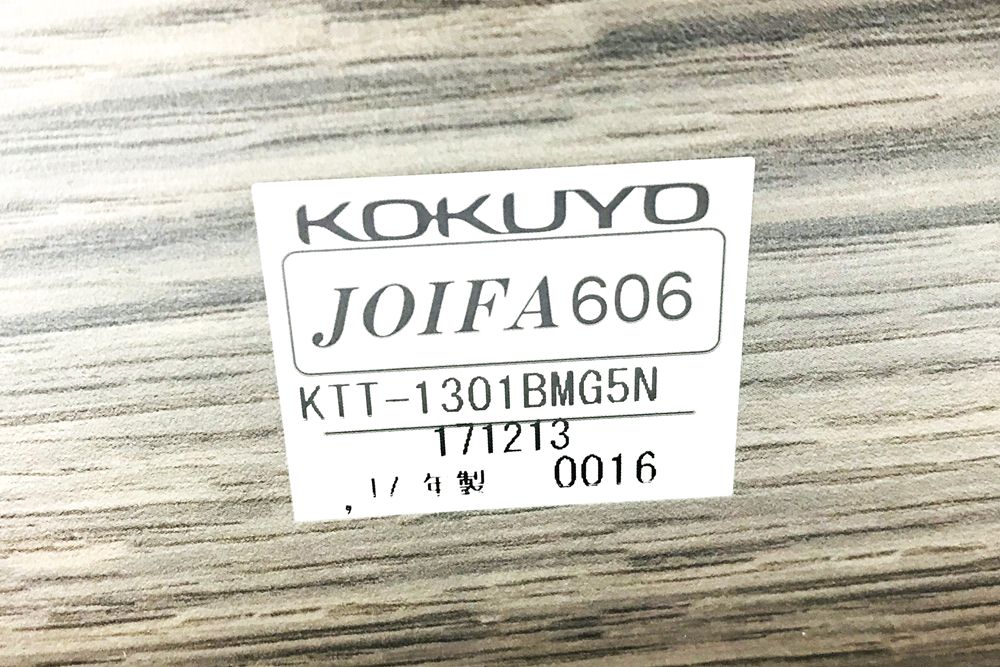 KOKUYO
JOIFA606
KTT-1301BMG5N
171213
'17年製 0016